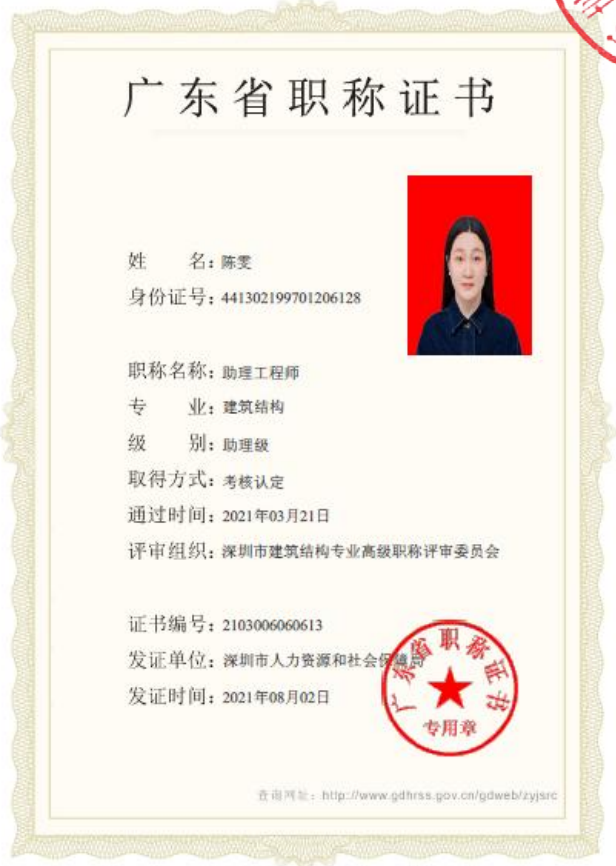 广东省职称证书
姓 名：陈雯
身份证号：441302199701206128
职称名称：助理工程师
专 业：建筑结构
级 别：助理级
取得方式：考核认定
通过时间：2021年03月21日
评审组织：深圳市建筑结构专业高级职称评审委员会
证书编号：2103006060613
发证单位：深圳市人力资源和社会保障局
发证时间：2021年08月02日
广东省职称证书
专用章
查询网址：http://www.gdhrss.gov.cn/gdweb/zyjsrc